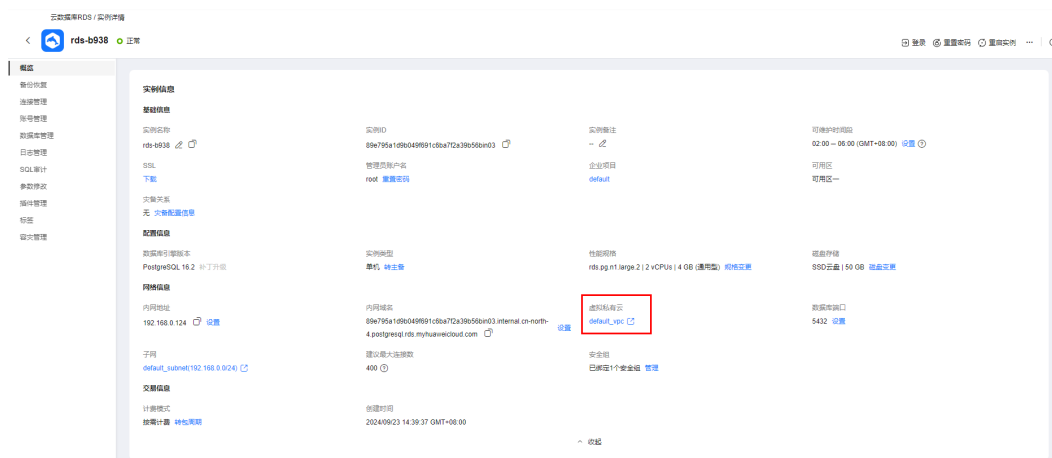 云数据库RDS / 实例详情
rds-b938 正常
登录 重置密码 重启实例 ...
概览
备份恢复
连接管理
账号管理
数据库管理
日志管理
SQL审计
参数修改
插件管理
标签
容灾管理
实例信息
基础信息
实例名称 实例ID 实例备注 可维护时间段
rds-b938 89e795a1d9b049f691c6ba7f2a39b56bin03 -- 02:00 – 06:00 (GMT+08:00) 设置
SSL 管理员账户名 企业项目 可用区
下载 root 重置密码 default 可用区一
灾备关系
无 灾备配置信息
配置信息
数据库引擎版本 实例类型 性能规格 磁盘存储
PostgreSQL 16.2 补丁升级 单机 转主备 rds.pg.n1.large.2 | 2 vCPUs | 4 GB (通用型) 规格变更 SSD云盘 | 50 GB 磁盘变更
网络信息
内网地址 内网域名 虚拟私有云 数据库端口
192.168.0.124 设置 89e795a1d9b049f691c6ba7f2a39b56bin03.internal.cn-north-4.postgresql.rds.myhuaweicloud.com 设置 default_vpc 5432 设置
子网 建议最大连接数 安全组
default_subnet(192.168.0.0/24) 400 已绑定1个安全组 管理
交易信息
计费模式 创建时间
按需计费 转包周期 2024/09/23 14:39:37 GMT+08:00
收起